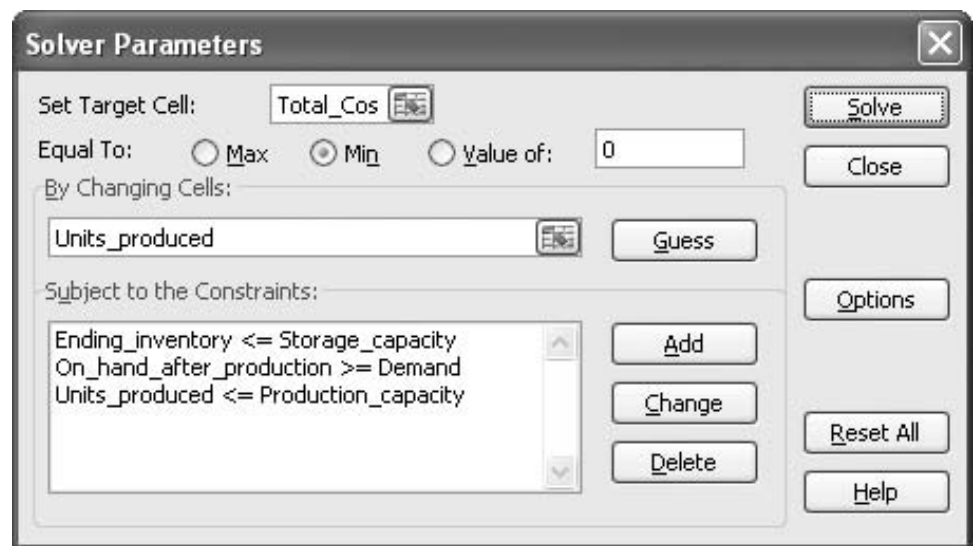 Solver Parameters
Set Target Cell: Total_Cos
Solve
Equal To: Max Min Value of: 0
Close
By Changing Cells:
Units_produced
Guess
Subject to the Constraints:
Options
Ending_inventory <= Storage_capacity
On_hand_after_production >= Demand
Units_produced <= Production_capacity
Add
Change
Delete
Reset All
Help